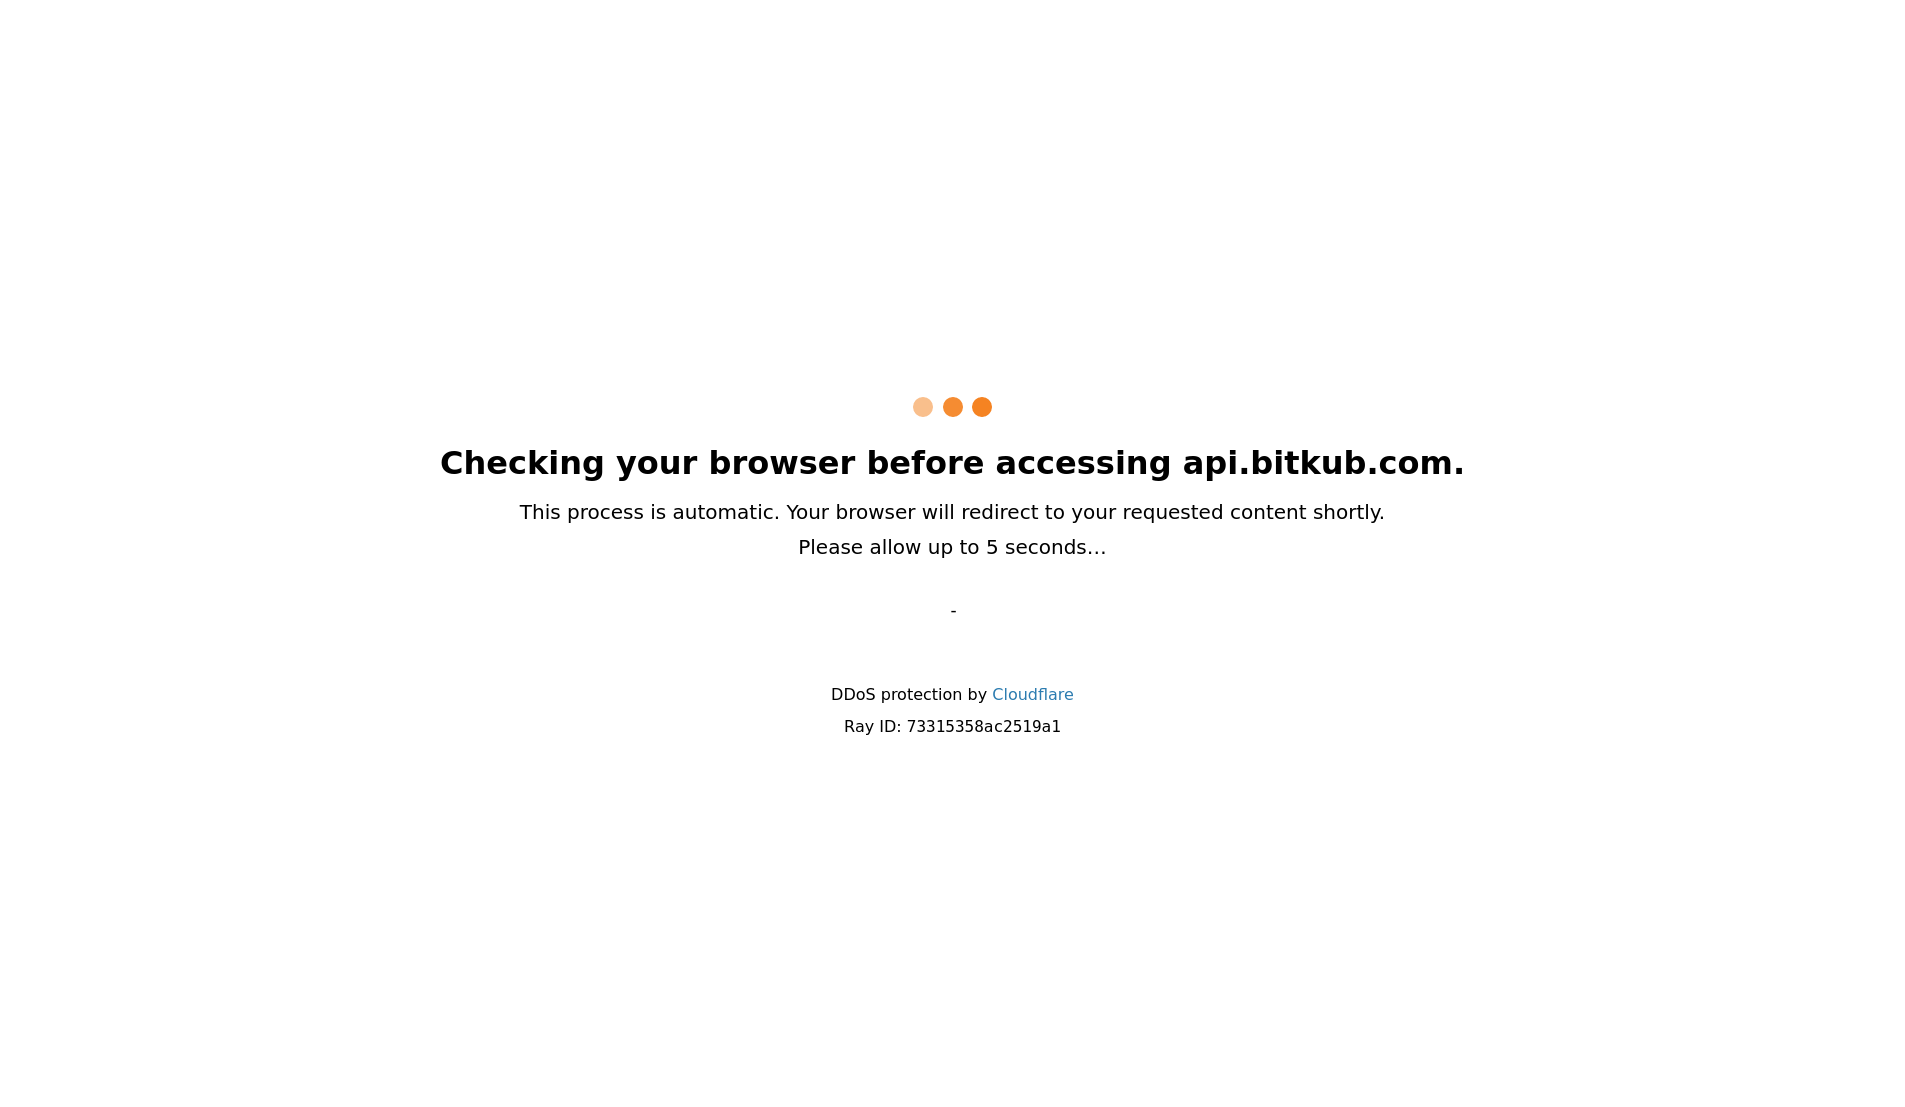 Checking your browser before accessing api.bitkub.com.
This process is automatic. Your browser will redirect to your requested content shortly.
Please allow up to 5 seconds…
-
DDoS protection by Cloudflare
Ray ID: 73315358ac2519a1